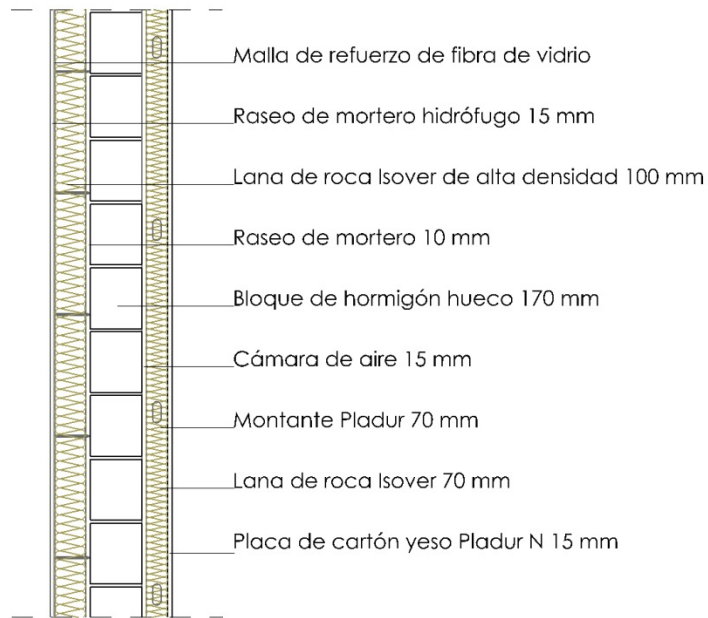 Malla de refuerzo de fibra de vidrio
Raseo de mortero hidrófugo 15 mm
Lana de roca Isover de alta densidad 100 mm
Raseo de mortero 10 mm
Bloque de hormigón hueco 170 mm
Cámara de aire 15 mm
Montante Pladur 70 mm
Lana de roca Isover 70 mm
Placa de cartón yeso Pladur N 15 mm